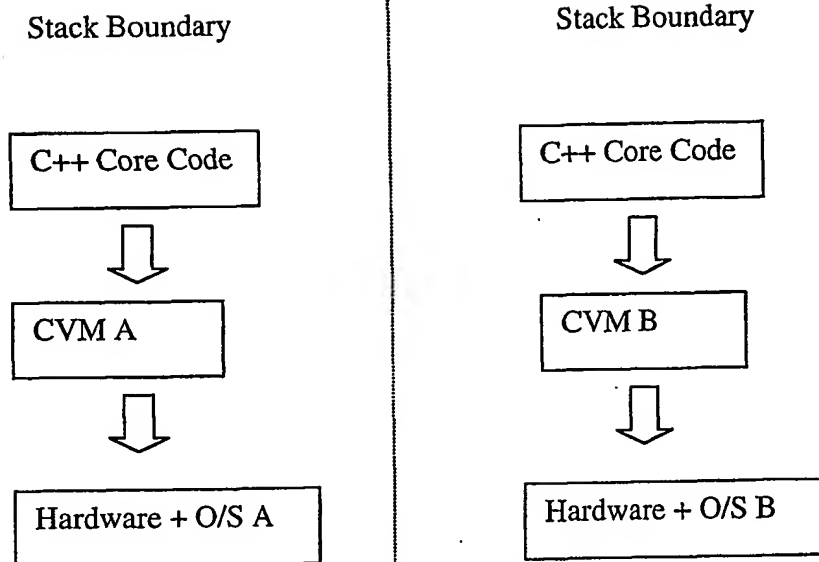 Stack Boundary
C++ Core Code
CVM A
Hardware + O/S A
Stack Boundary
C++ Core Code
CVM B
Hardware + O/S B